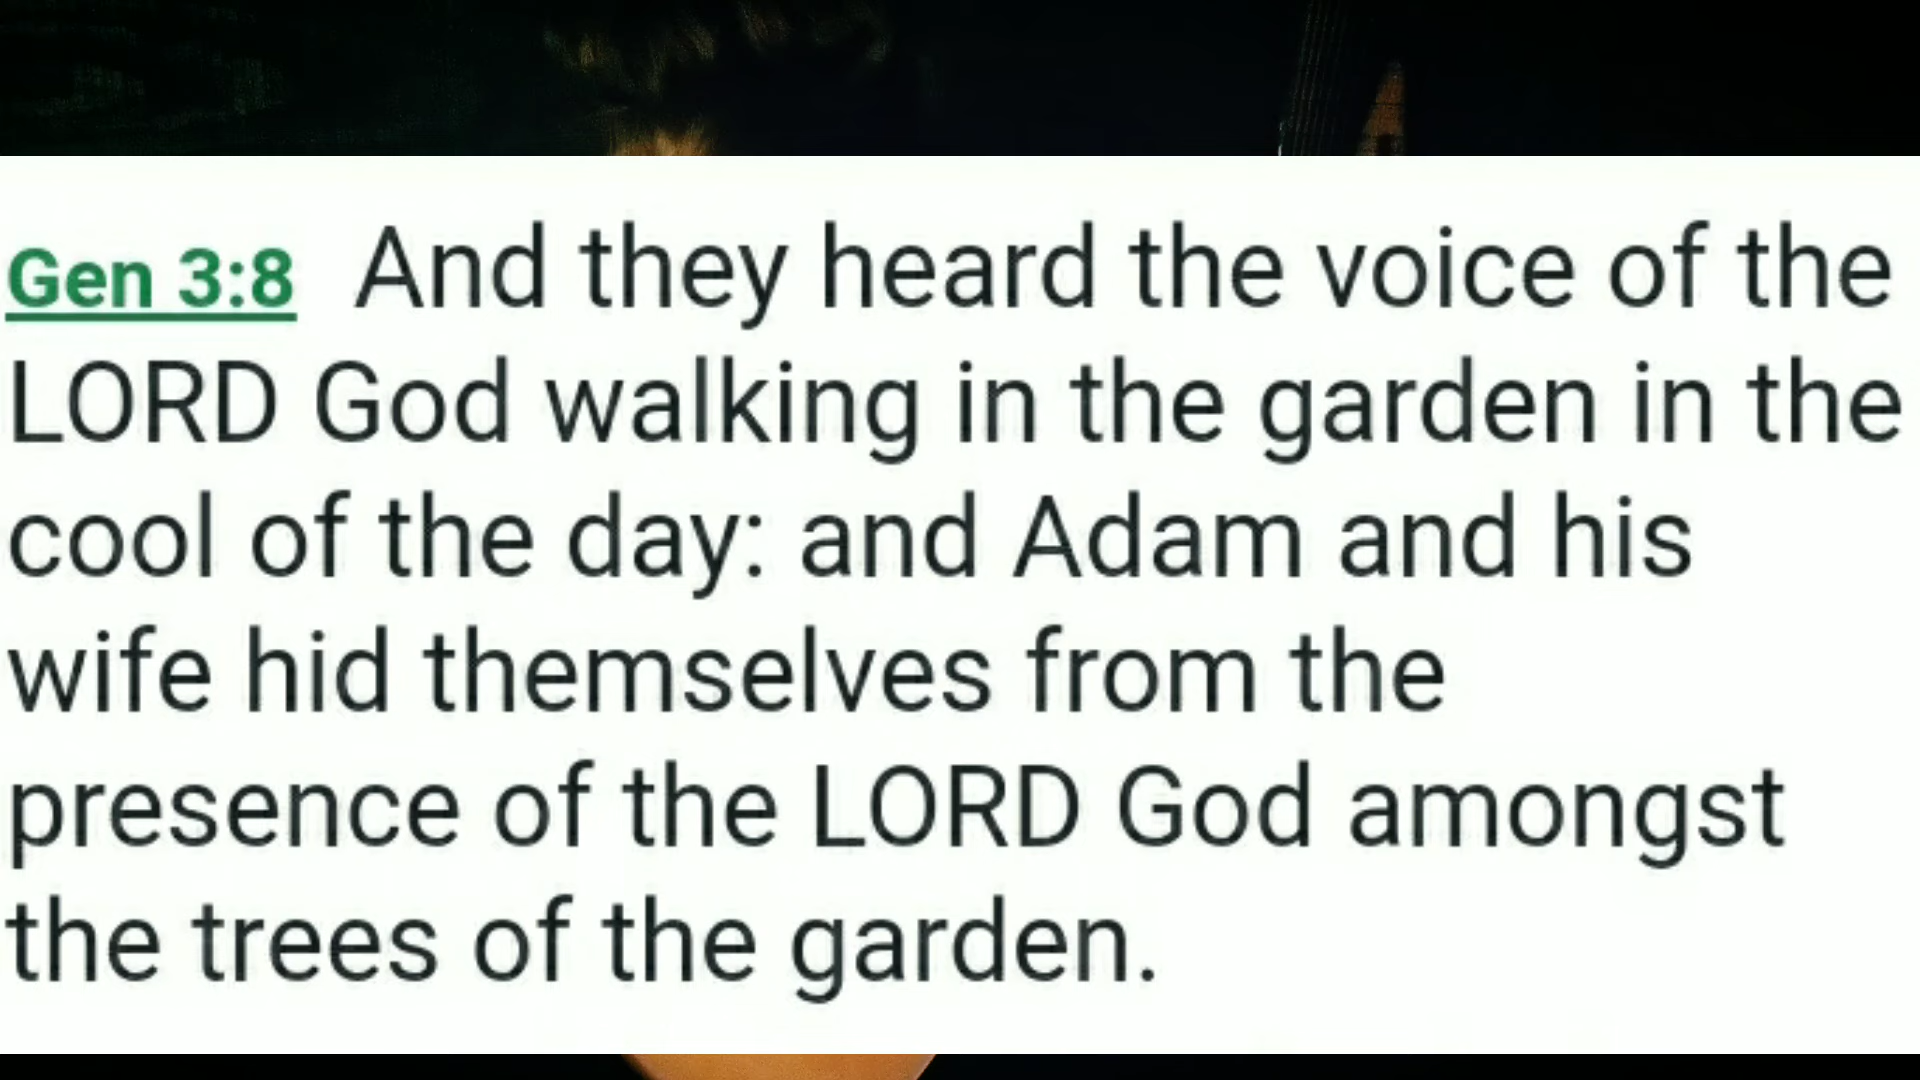 Gen 3:8 And they heard the voice of the
LORD God walking in the garden in the
cool of the day: and Adam and his
wife hid themselves from the
presence of the LORD God amongst
the trees of the garden.